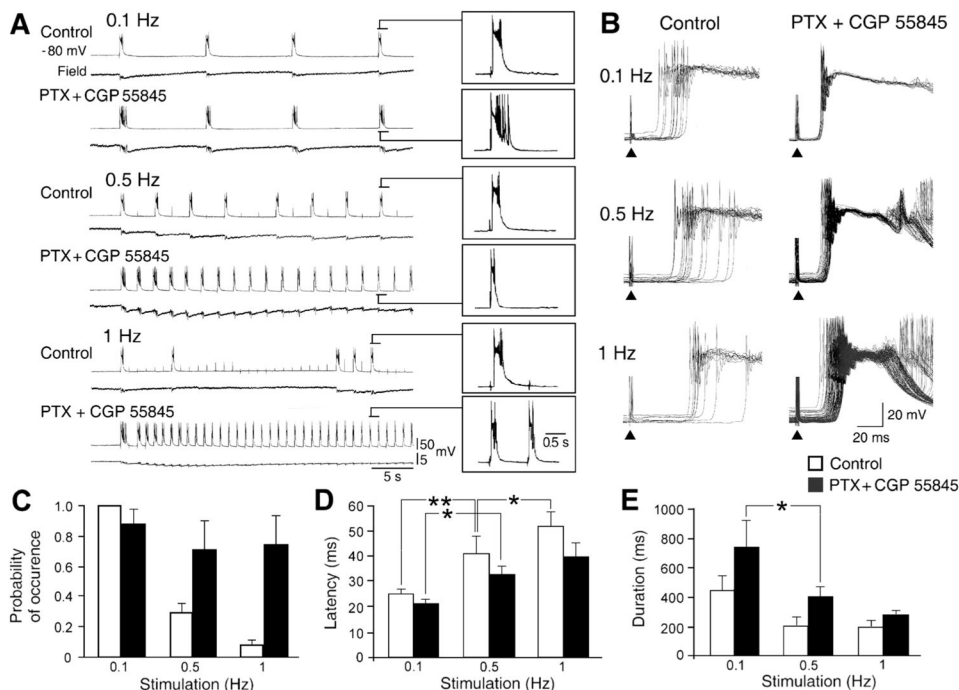 A
0.1 Hz
Control
- 80 mV
Field
PTX + CGP 55845
0.5 Hz
Control
PTX + CGP 55845
1 Hz
Control
PTX + CGP 55845
50
mV
5
5 s
0.5 s
B
Control
PTX + CGP 55845
0.1 Hz
0.5 Hz
1 Hz
20 mV
20 ms
Control
PTX + CGP 55845
C
Probability
of occurence
1.0
0.8
0.6
0.4
0.2
0
0.1
0.5
1
Stimulation (Hz)
D
Latency (ms)
60
50
40
30
20
10
0
**
*
*
0.1
0.5
1
Stimulation (Hz)
E
Duration (ms)
1000
800
600
400
200
0
*
0.1
0.5
1
Stimulation (Hz)